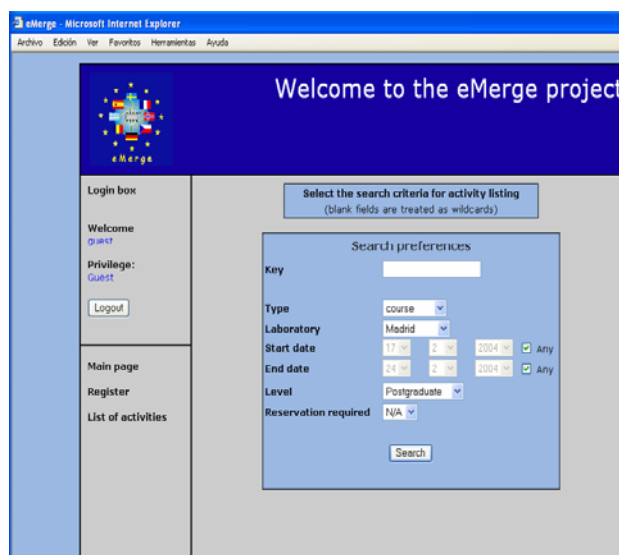 eMerge - Microsoft Internet Explorer
Archivo Edición Ver Favoritos Herramientas Ayuda
Welcome to the eMerge project
eMerge
Login box
Welcome
guest
Privilege:
Guest
Logout
Main page
Register
List of activities
Select the search criteria for activity listing
(blank fields are treated as wildcards)
Search preferences
Key
Type course
Laboratory Madrid
Start date 17 2 2004 Any
End date 24 2 2004 Any
Level Postgraduate
Reservation required N/A
Search